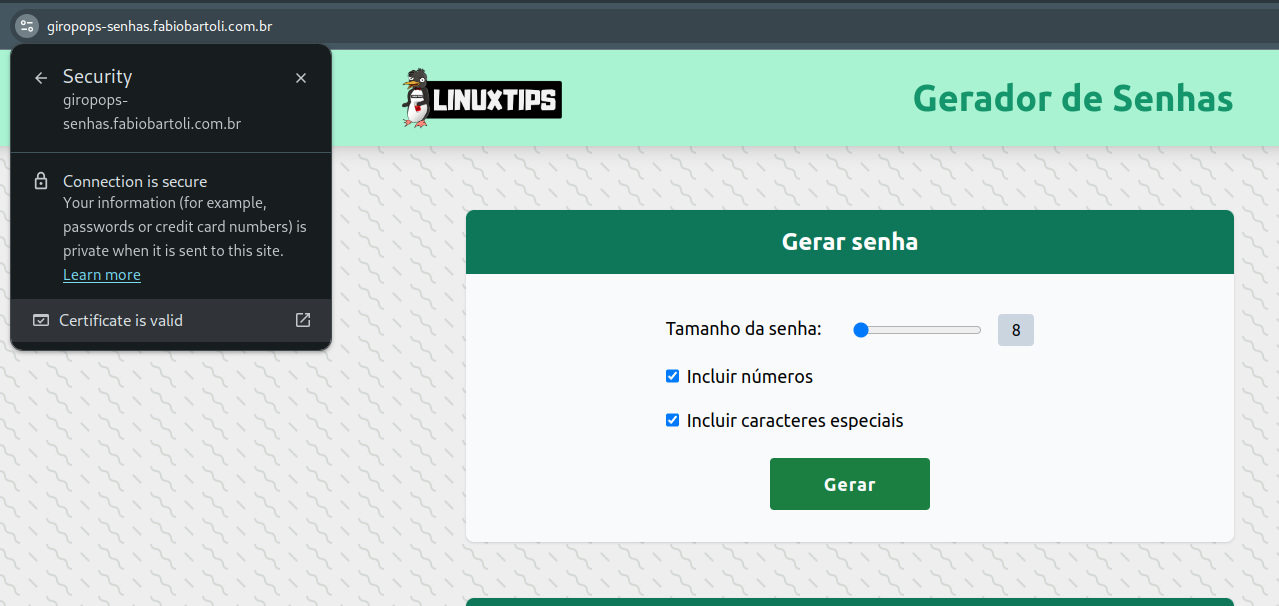 giropops-senhas.fabiobartoli.com.br
Security
giropops-
senhas.fabiobartoli.com.br
Connection is secure
Your information (for example,
passwords or credit card numbers) is
private when it is sent to this site.
Learn more
Certificate is valid
LINUXTIPS
Gerador de Senhas
Gerar senha
Tamanho da senha: 8
Incluir números
Incluir caracteres especiais
Gerar